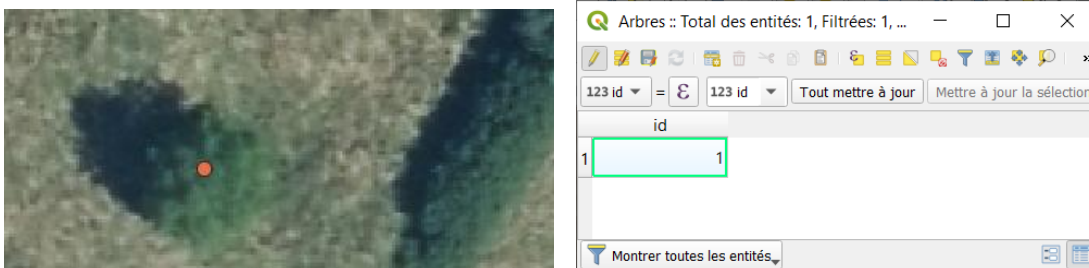 Arbres :: Total des entités: 1, Filtrées: 1, ...
123 id = ε 123 id Tout mettre à jour Mettre à jour la sélection
id
1 1
Montrer toutes les entités